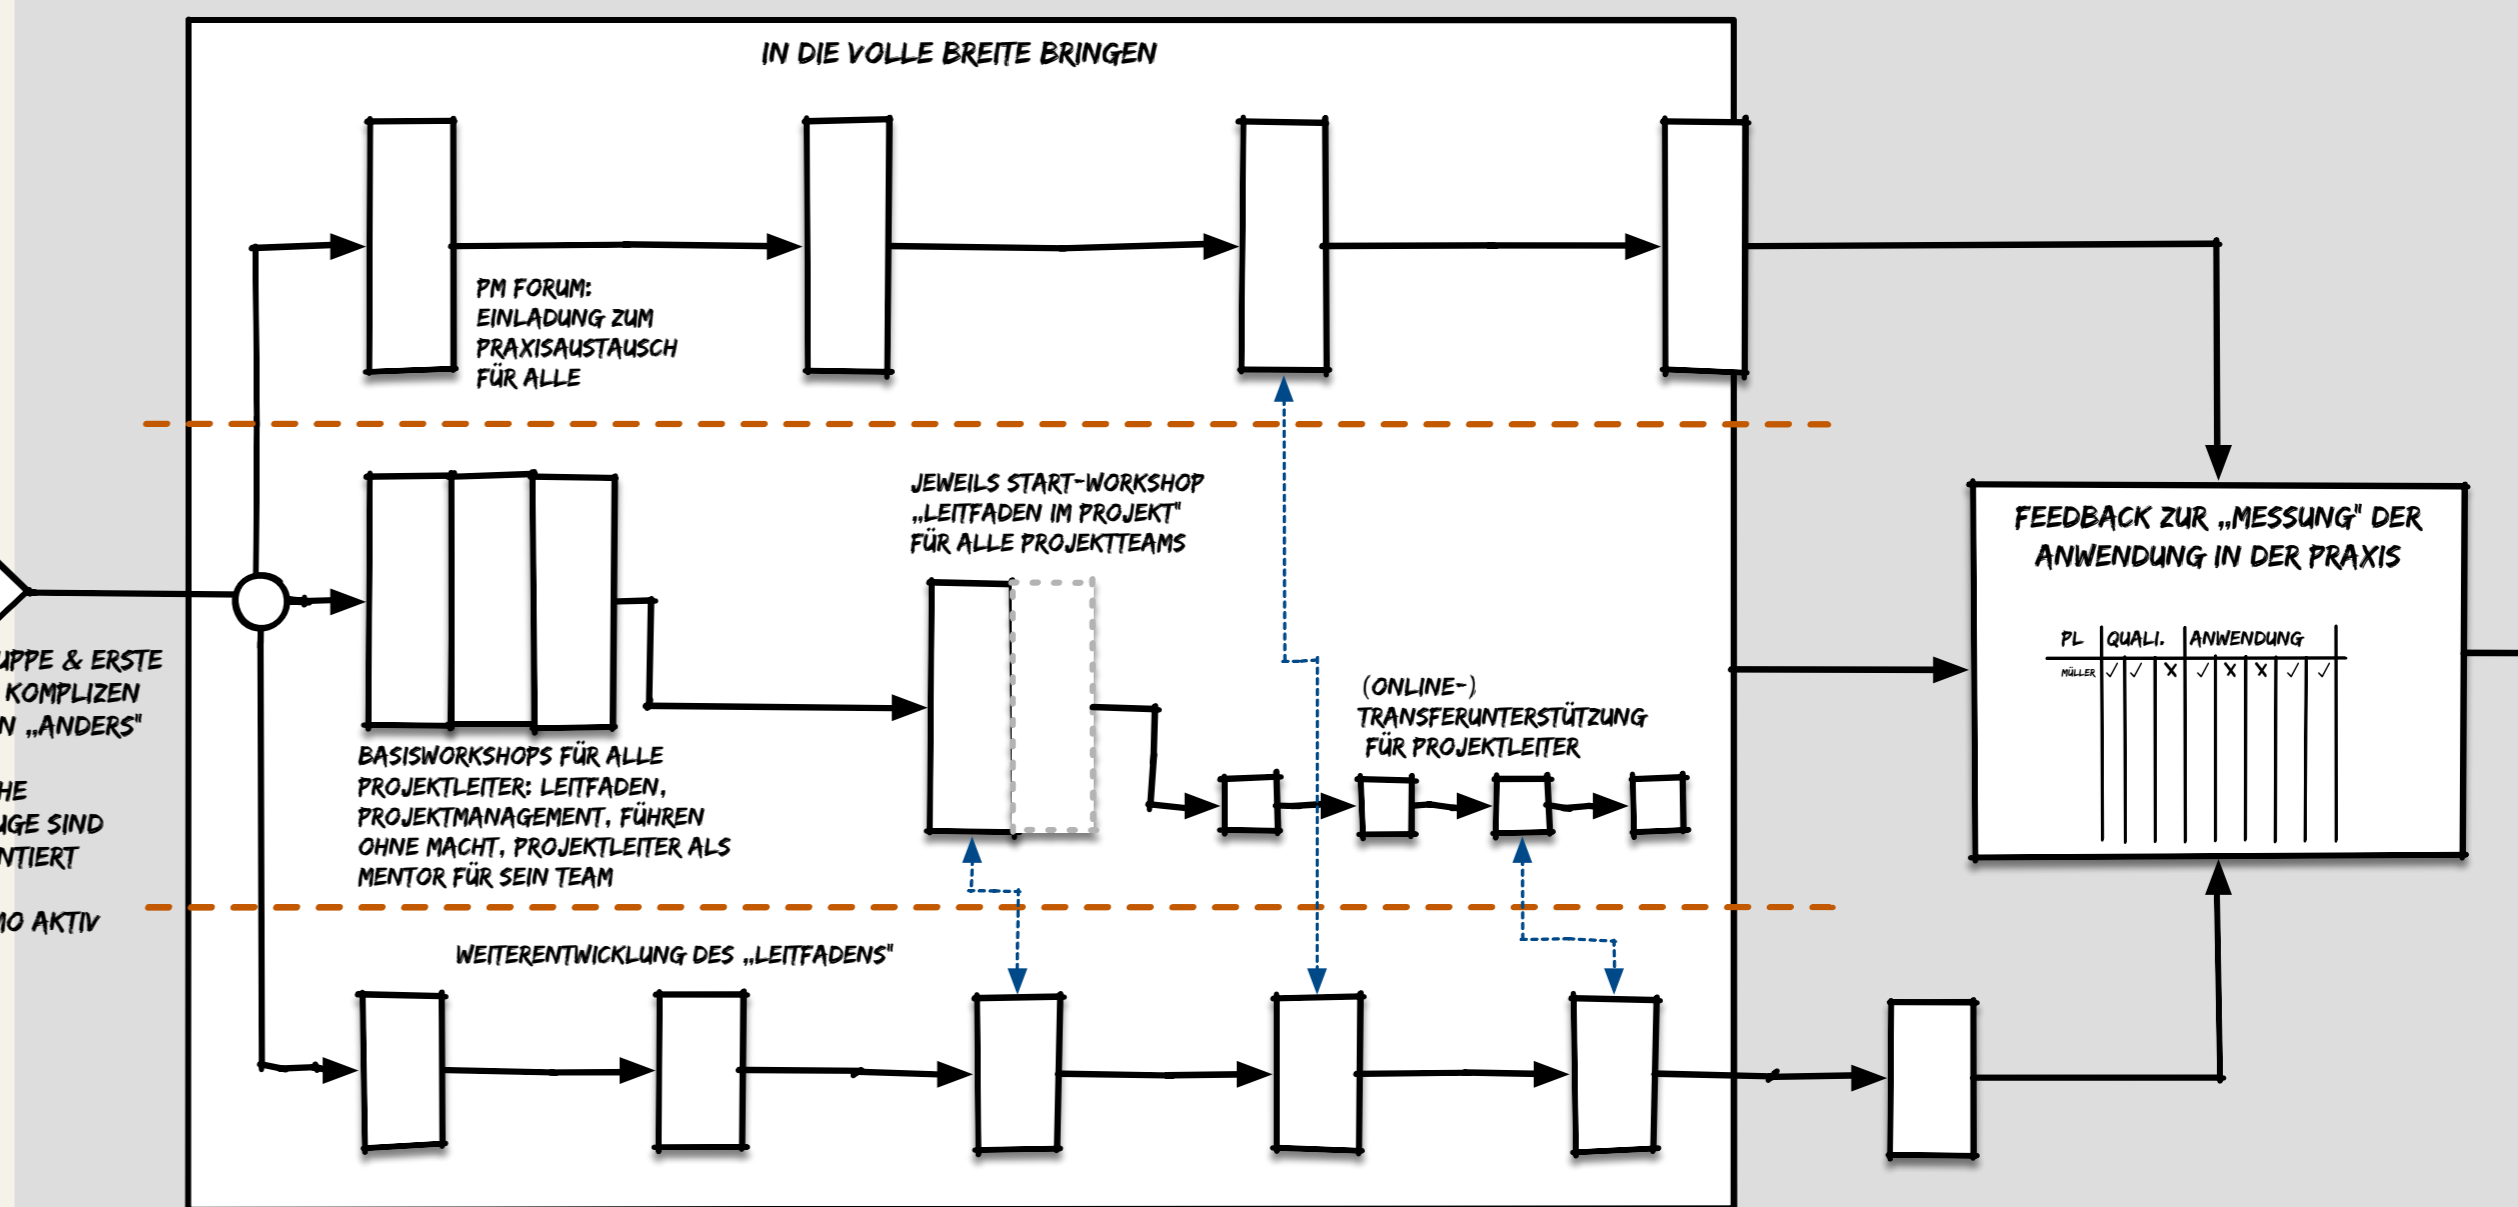 IN DIE VOLLE BREITE BRINGEN
PM FORUM:
EINLADUNG ZUM
PRAXISAUSTAUSCH
FÜR ALLE
JEWEILS START-WORKSHOP
„LEITFADEN IM PROJEKT"
FÜR ALLE PROJEKTTEAMS
(ONLINE-)
TRANSFERUNTERSTÜTZUNG
FÜR PROJEKTLEITER
BASISWORKSHOPS FÜR ALLE
PROJEKTLEITER: LEITFADEN,
PROJEKTMANAGEMENT, FÜHREN
OHNE MACHT, PROJEKTLEITER ALS
MENTOR FÜR SEIN TEAM
WEITERENTWICKLUNG DES „LEITFADENS"
& ERSTE
KOMPLIZEN
„ANDERS"
SIND
AKTIV
FEEDBACK ZUR „MESSUNG" DER
ANWENDUNG IN DER PRAXIS
PL QUALI. ANWENDUNG
MÜLLER ✓ ✓ X ✓ X X ✓ ✓